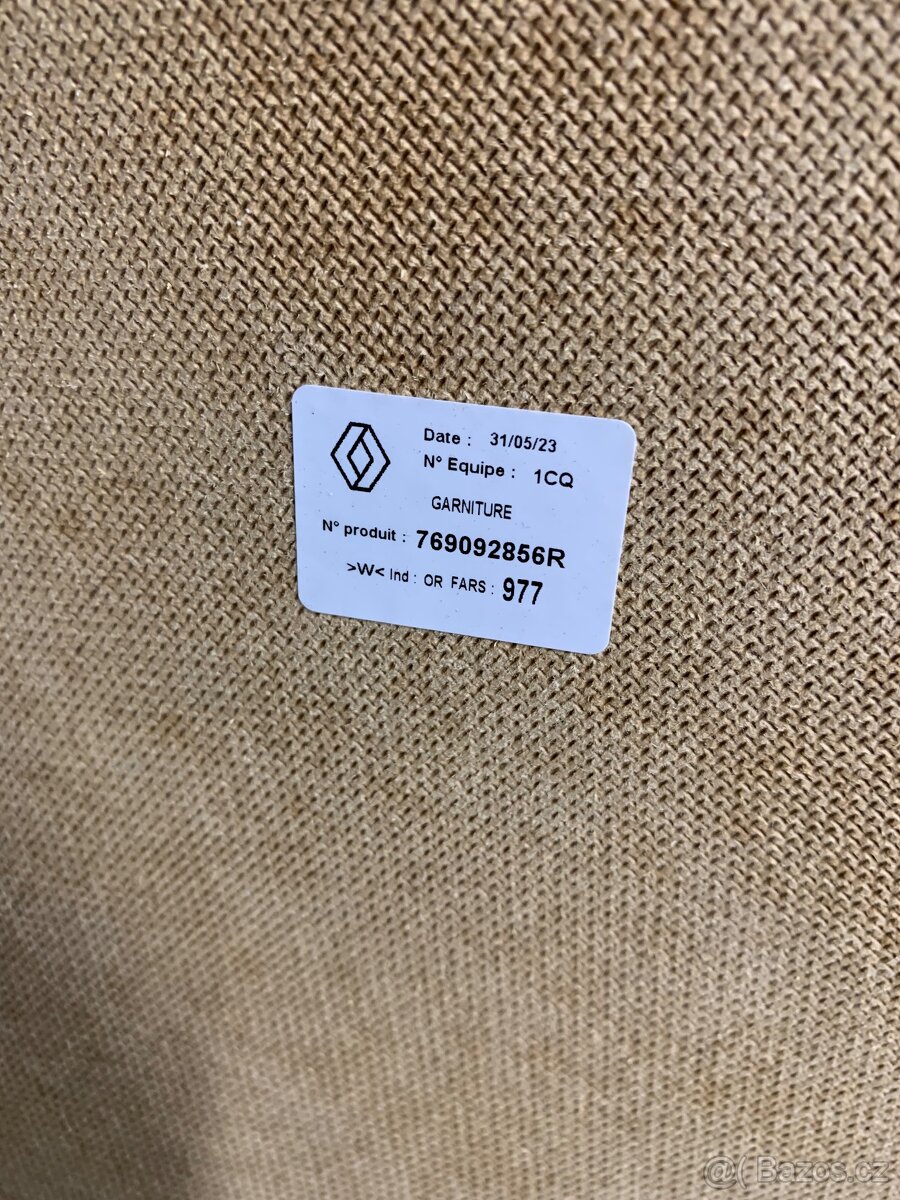 Date : 31/05/23
N° Equipe : 1CQ
GARNITURE
N° produit : 769092856R
>W< Ind : OR FARS : 977
@( Bazos.cz